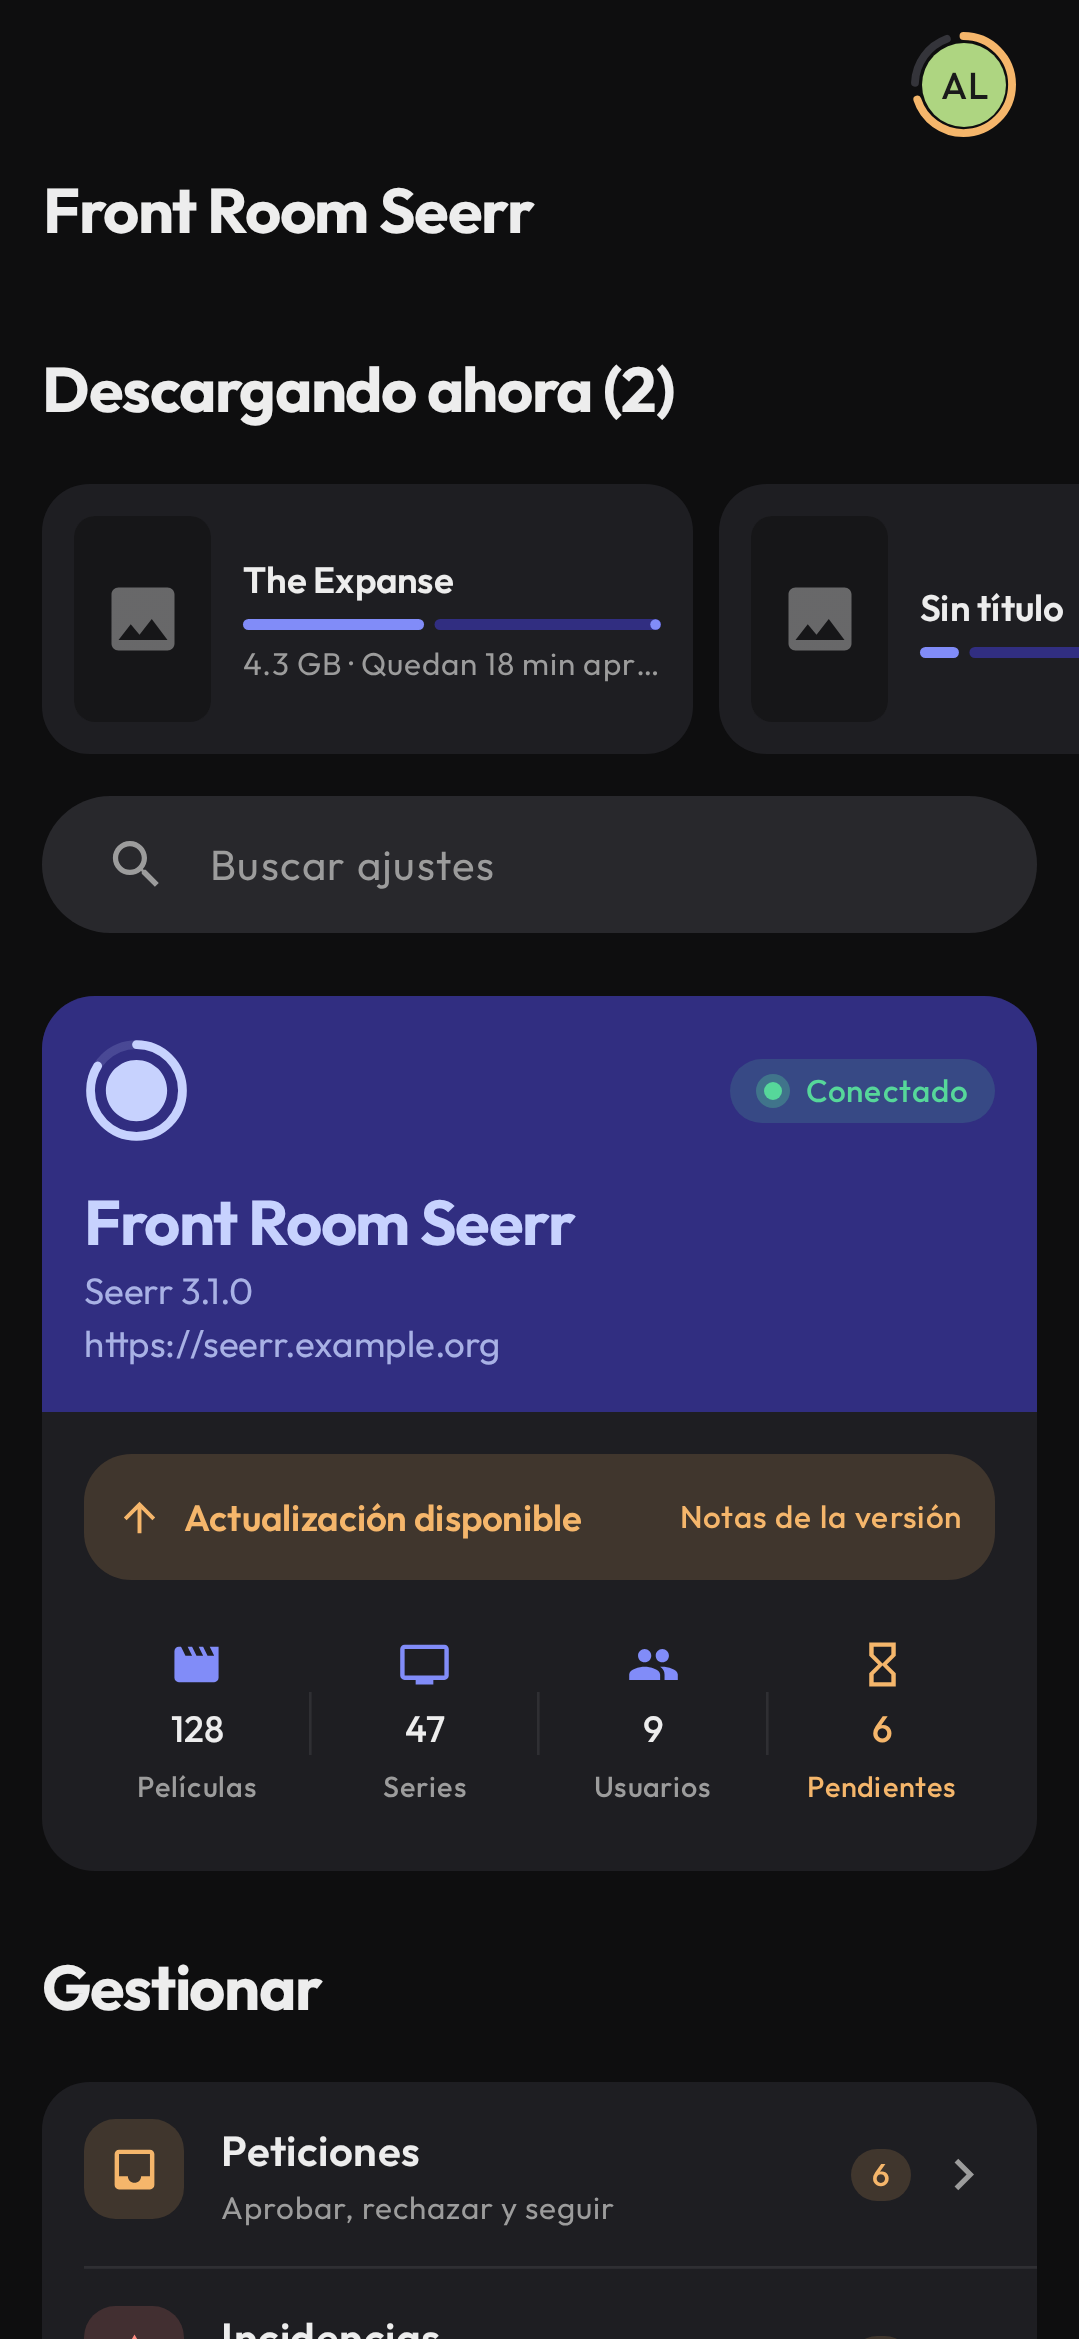 AL
Front Room Seerr
Descargando ahora (2)
The Expanse
4.3 GB · Quedan 18 min apr…
Sin título
Buscar ajustes
Conectado
Front Room Seerr
Seerr 3.1.0
https://seerr.example.org
Actualización disponible
Notas de la versión
128
47
9
6
Películas
Series
Usuarios
Pendientes
Gestionar
Peticiones
6
Aprobar, rechazar y seguir
Incidencias